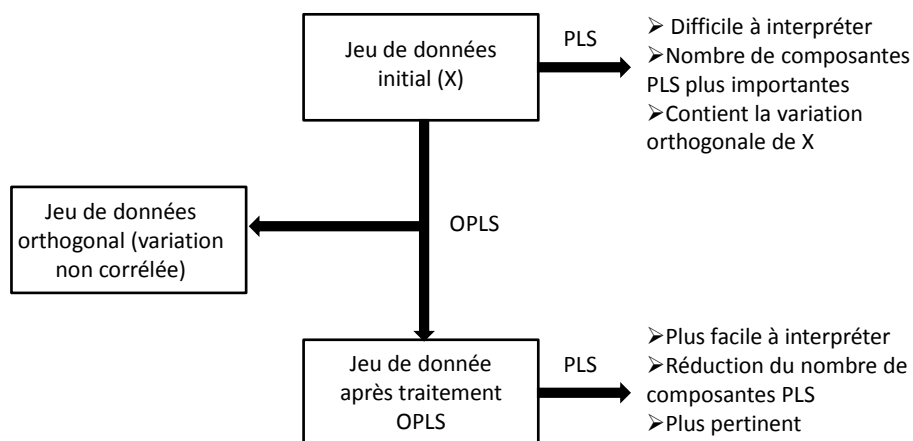 Jeu de données
initial (X)
PLS
➢ Difficile à interpréter
➢Nombre de composantes
PLS plus importantes
➢Contient la variation
orthogonale de X
Jeu de données
orthogonal (variation
non corrélée)
OPLS
Jeu de donnée
après traitement
OPLS
PLS
➢Plus facile à interpréter
➢Réduction du nombre de
composantes PLS
➢Plus pertinent